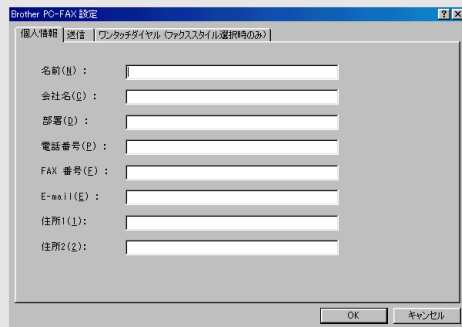 Brother PC-FAX 設定
個人情報 送信 ワンタッチダイヤル (ファクススタイル選択時のみ)
名前(N) :
会社名(C) :
部署(D) :
電話番号(P) :
FAX 番号(F) :
E-mail(E) :
住所1(1):
住所2(2):
OK キャンセル